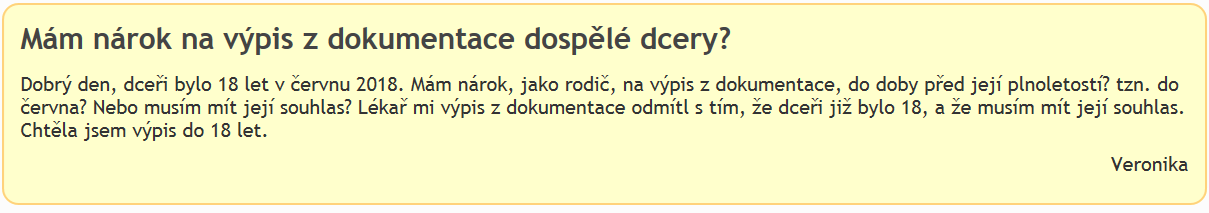 Mám nárok na výpis z dokumentace dospělé dcery?
Dobrý den, dceři bylo 18 let v červnu 2018. Mám nárok, jako rodič, na výpis z dokumentace, do doby před její plnoletostí? tzn. do
června? Nebo musím mít její souhlas? Lékař mi výpis z dokumentace odmítl s tím, že dceři již bylo 18, a že musím mít její souhlas.
Chtěla jsem výpis do 18 let.
Veronika